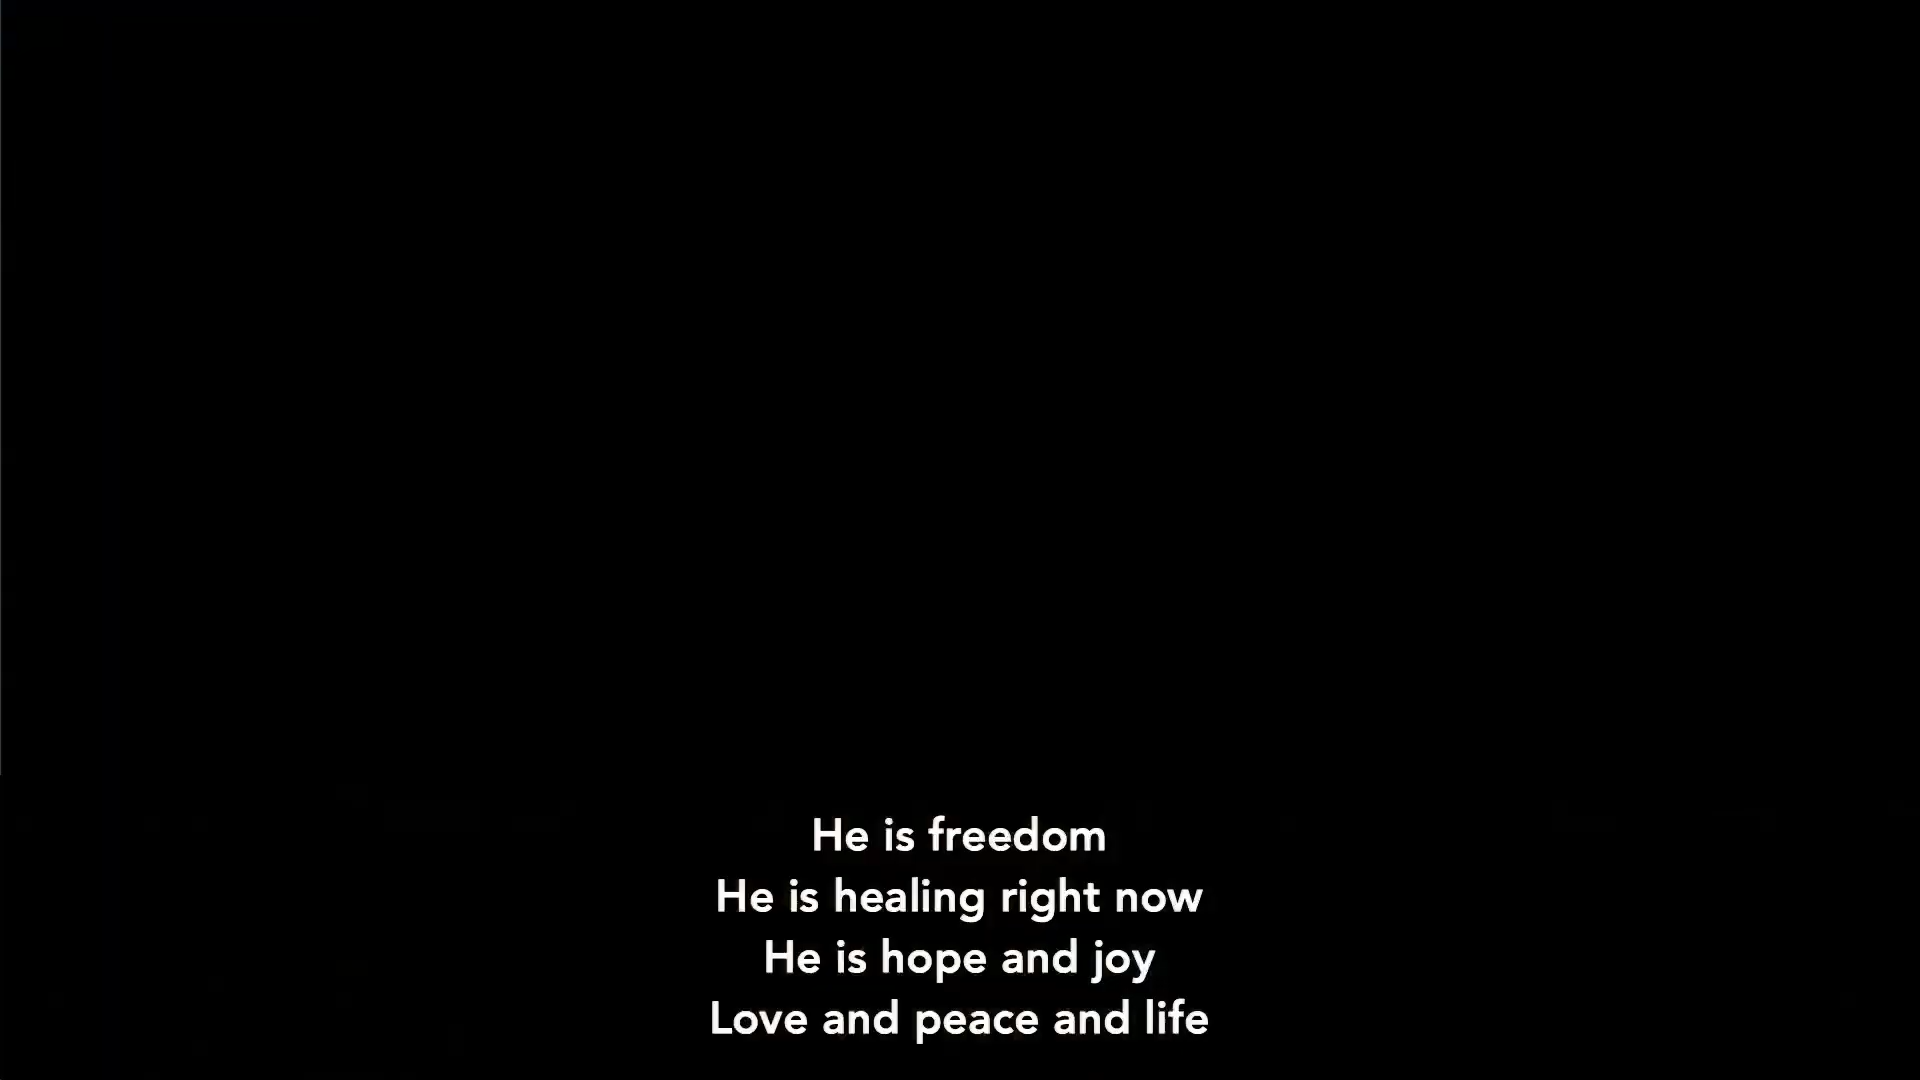 He is freedom
He is healing right now
He is hope and joy
Love and peace and life